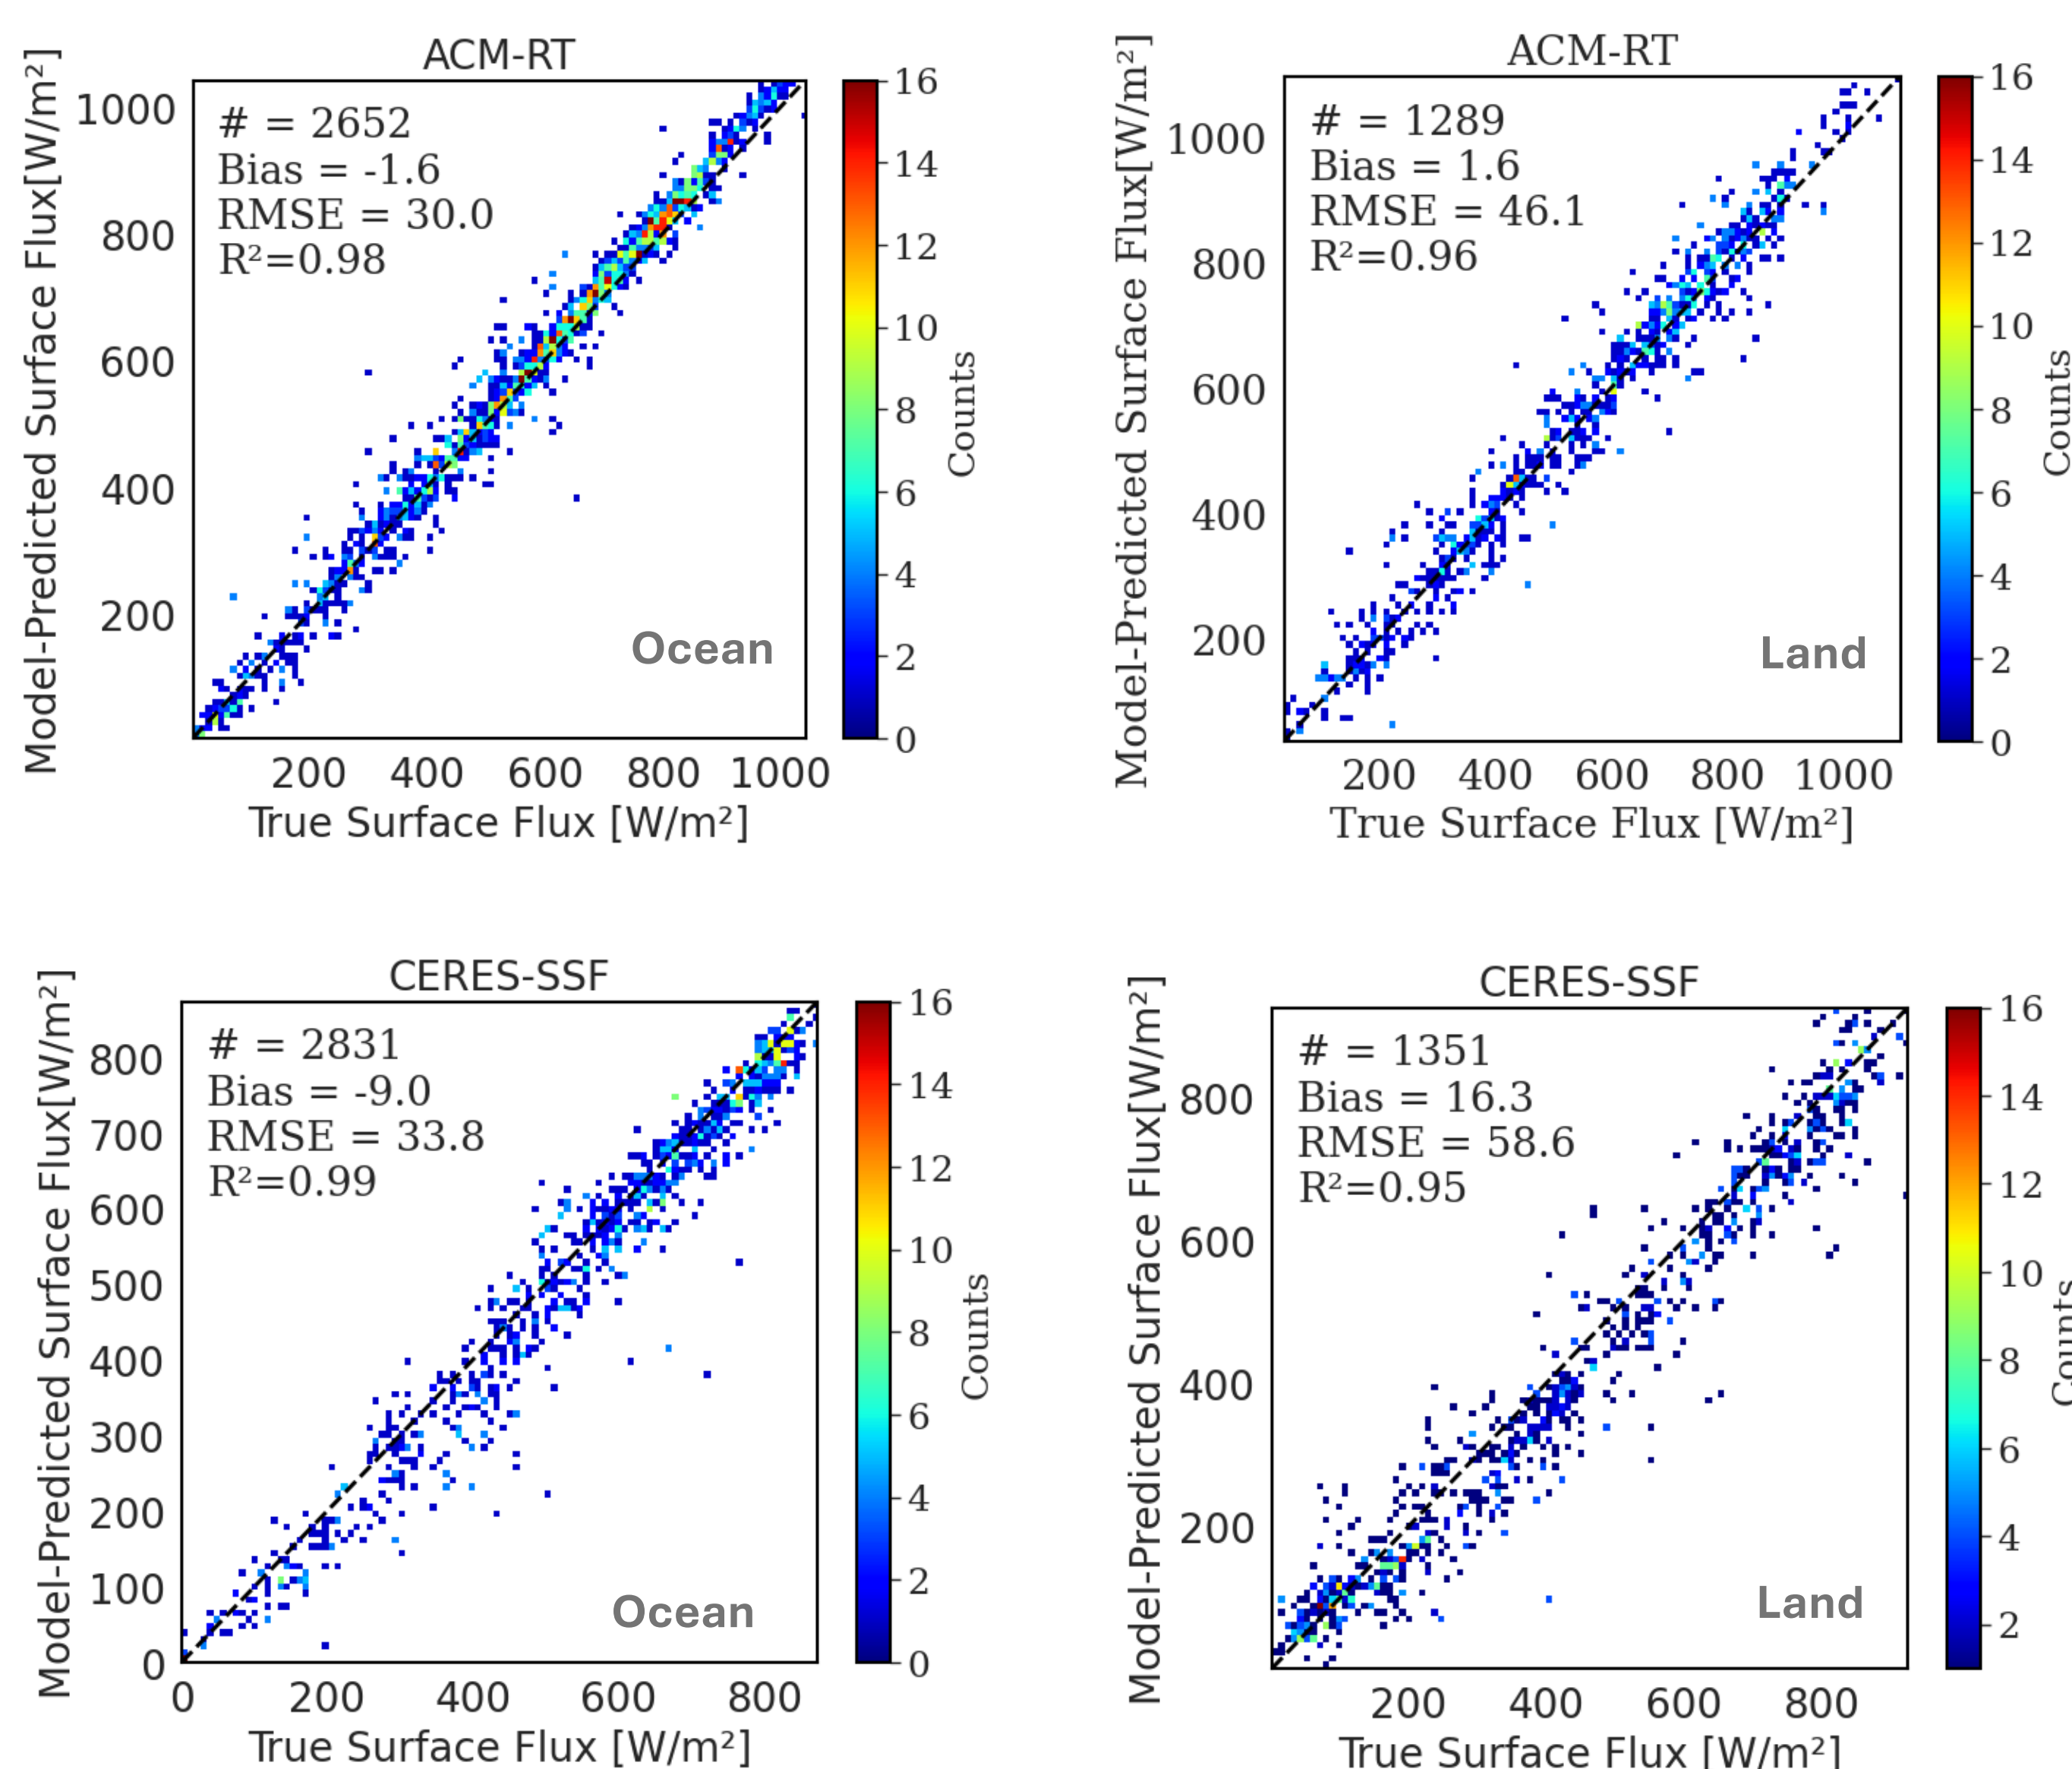 ACM-RT
# = 2652
Bias = -1.6
RMSE = 30.0
R²=0.98
Ocean
Model-Predicted Surface Flux[W/m²]
1000
800
600
400
200
200 400 600 800 1000
True Surface Flux [W/m²]
16
14
12
10
8
6
4
2
0
Counts
ACM-RT
# = 1289
Bias = 1.6
RMSE = 46.1
R²=0.96
Land
Model-Predicted Surface Flux[W/m²]
1000
800
600
400
200
200 400 600 800 1000
True Surface Flux [W/m²]
16
14
12
10
8
6
4
2
0
Counts
CERES-SSF
# = 2831
Bias = -9.0
RMSE = 33.8
R²=0.99
Ocean
Model-Predicted Surface Flux[W/m²]
800
700
600
500
400
300
200
100
0
0 200 400 600 800
True Surface Flux [W/m²]
16
14
12
10
8
6
4
2
0
Counts
CERES-SSF
# = 1351
Bias = 16.3
RMSE = 58.6
R²=0.95
Land
Model-Predicted Surface Flux[W/m²]
800
600
400
200
200 400 600 800
True Surface Flux [W/m²]
16
14
12
10
8
6
4
2
Counts